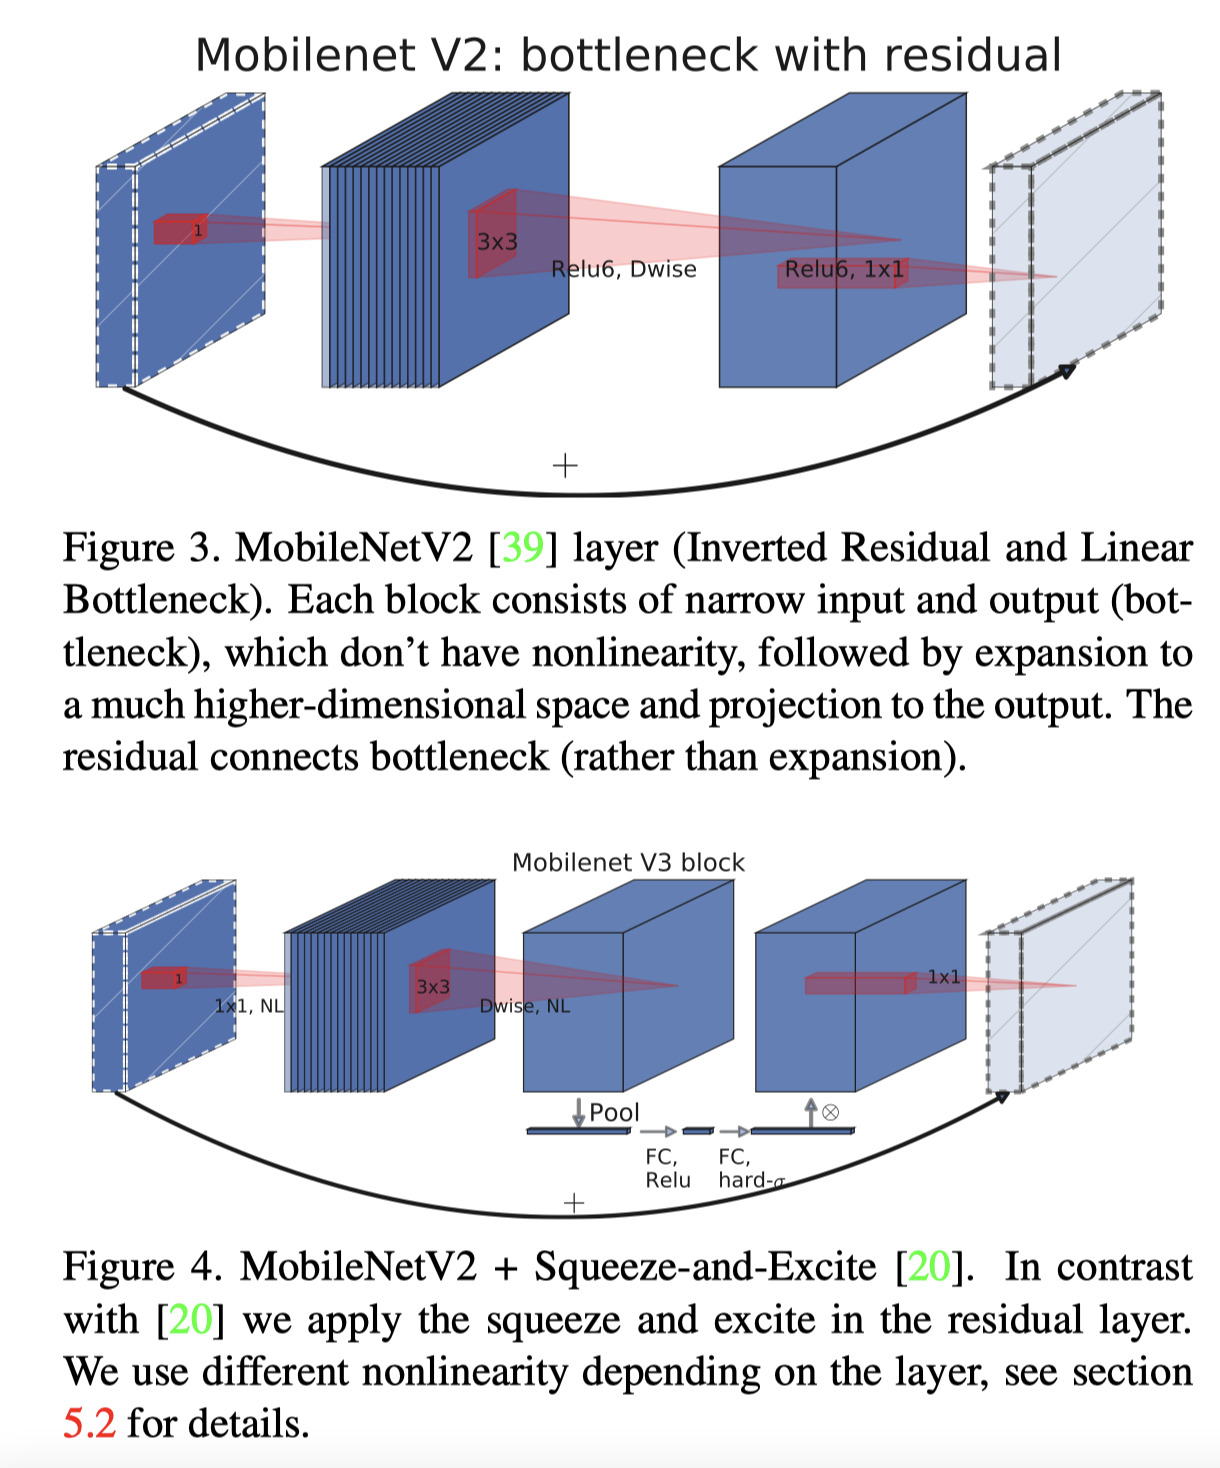 Mobilenet V2: bottleneck with residual
1
3x3
Relu6, Dwise
Relu6, 1x1
+
Figure 3. MobileNetV2 [39] layer (Inverted Residual and Linear
Bottleneck). Each block consists of narrow input and output (bot-
tleneck), which don’t have nonlinearity, followed by expansion to
a much higher-dimensional space and projection to the output. The
residual connects bottleneck (rather than expansion).
Mobilenet V3 block
1
1x1, NL
3x3
Dwise, NL
1x1
Pool
⊗
FC,
Relu
FC,
hard-σ
+
Figure 4. MobileNetV2 + Squeeze-and-Excite [20]. In contrast
with [20] we apply the squeeze and excite in the residual layer.
We use different nonlinearity depending on the layer, see section
5.2 for details.